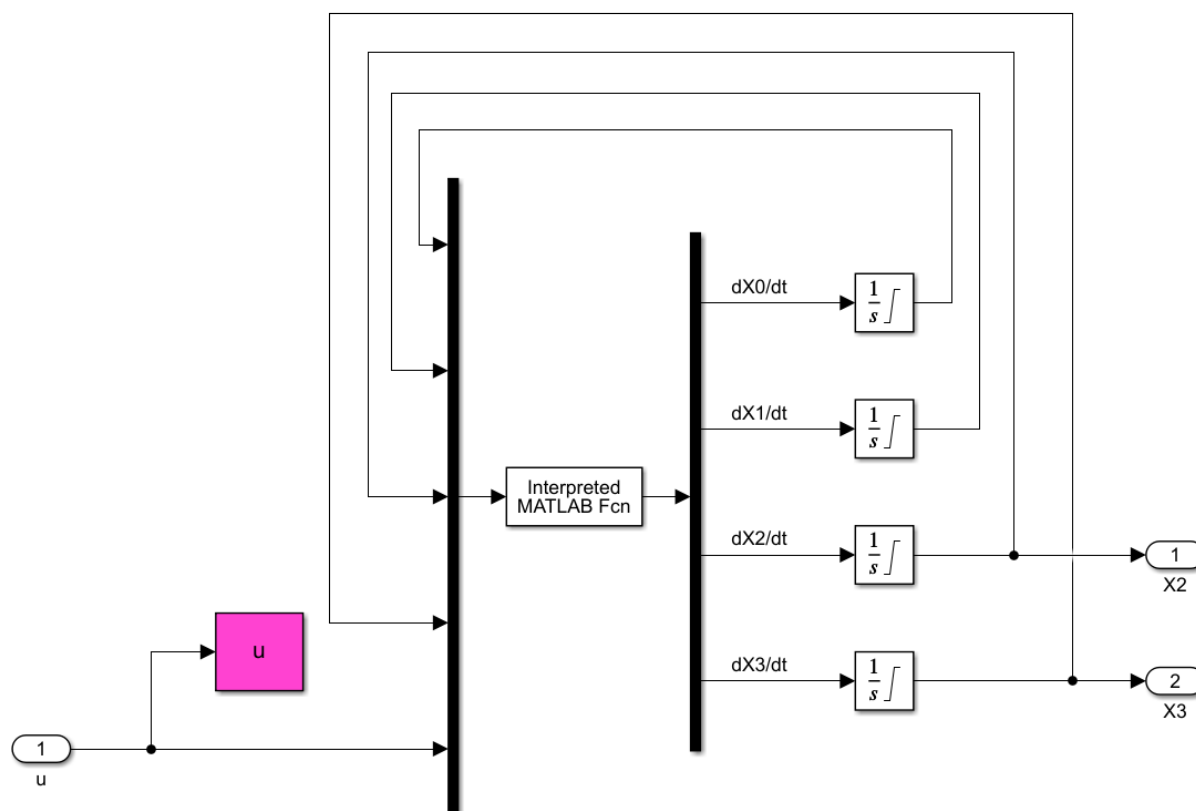 dX0/dt
1
s
dX1/dt
1
s
Interpreted
MATLAB Fcn
dX2/dt
1
s
1
X2
u
dX3/dt
1
s
2
X3
1
u